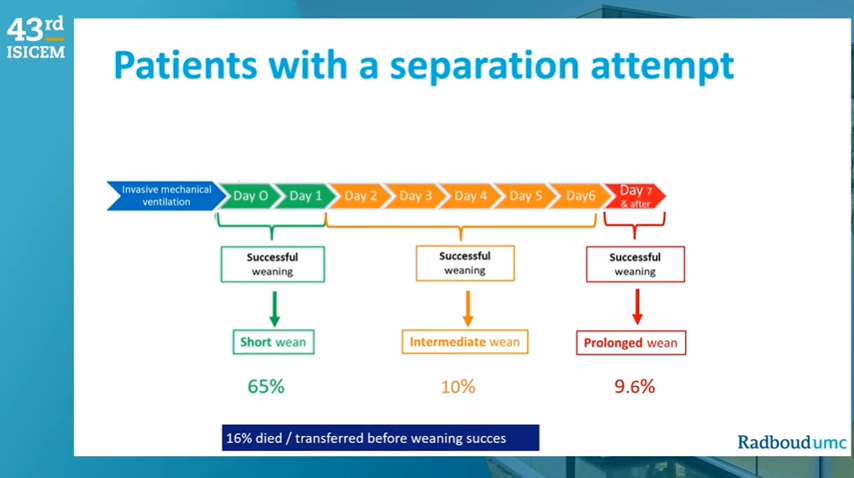 43rd
ISICEM
Patients with a separation attempt
Invasive mechanical
ventilation
Day 0
Day 1
Day 2
Day 3
Day 4
Day 5
Day6
Day 7
& after
Successful
weaning
Successful
weaning
Successful
weaning
Short wean
Intermediate wean
Prolonged wean
65%
10%
9.6%
16% died / transferred before weaning succes
Radboudumc